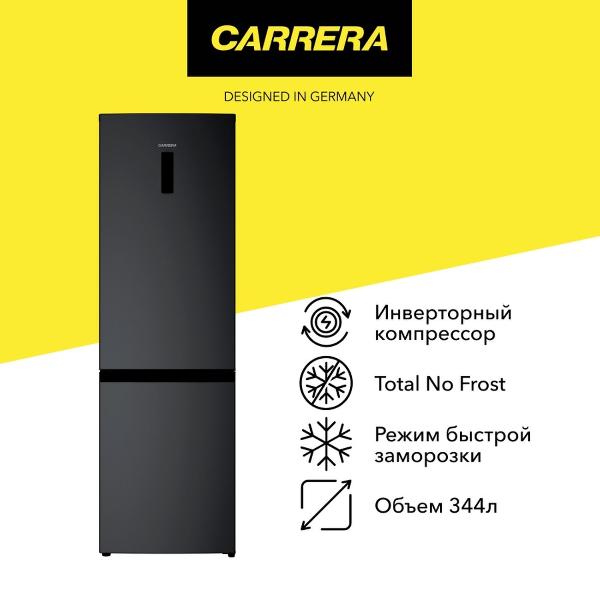 CARRERA
DESIGNED IN GERMANY
CARRERA
Инверторный
компрессор
Total No Frost
Режим быстрой
заморозки
Объем 344л